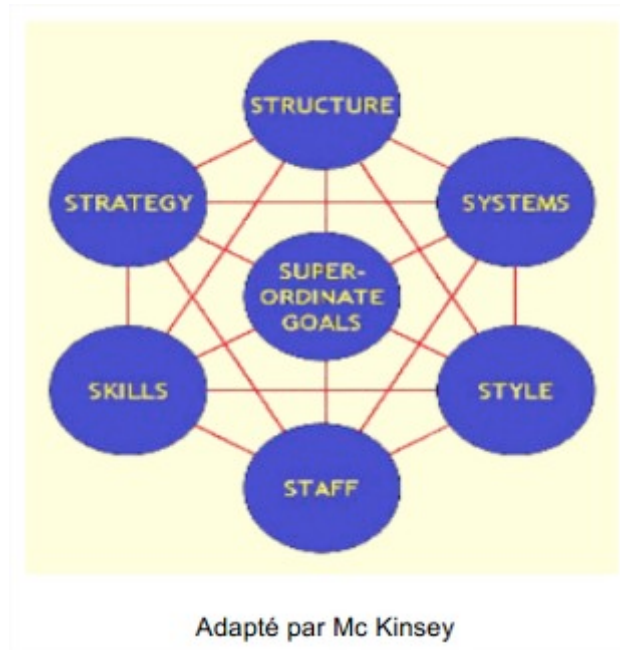 STRUCTURE
STRATEGY
SYSTEMS
SUPER-
ORDINATE
GOALS
SKILLS
STYLE
STAFF
Adapté par Mc Kinsey